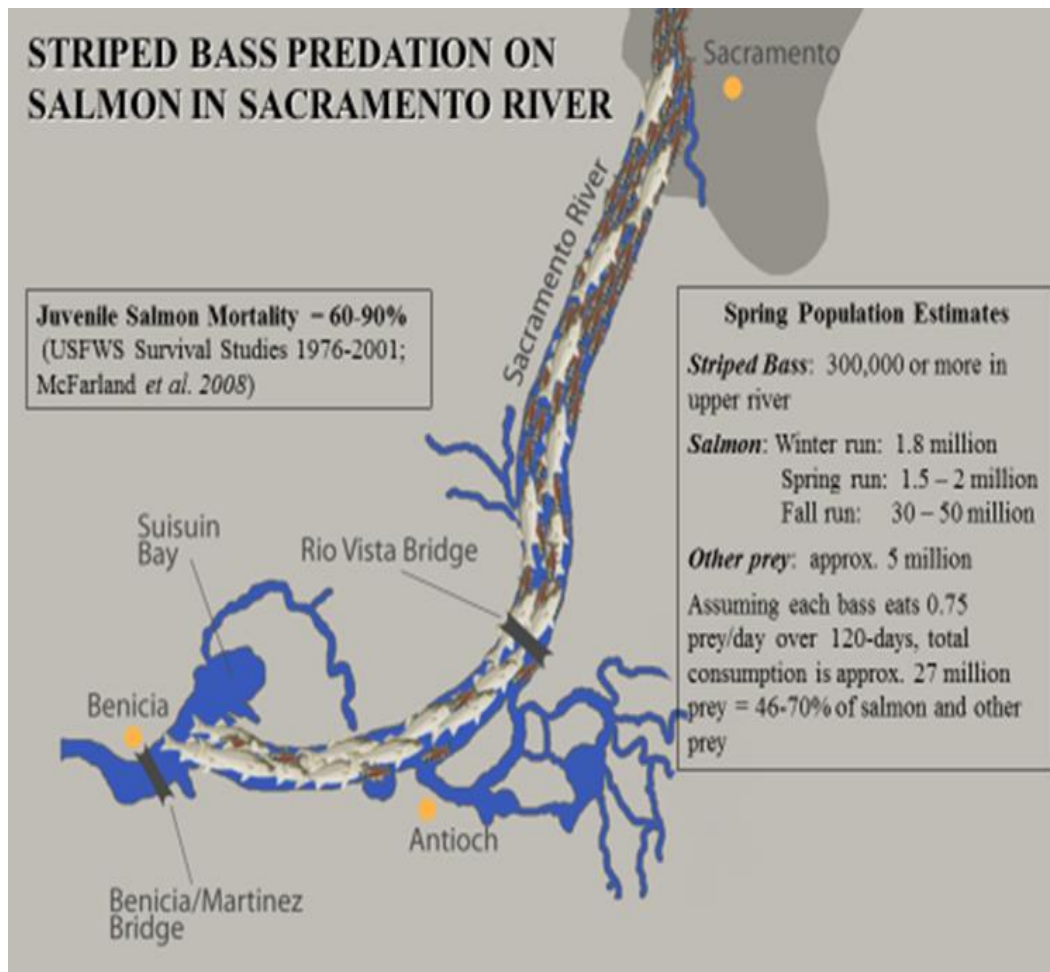 STRIPED BASS PREDATION ON
SALMON IN SACRAMENTO RIVER
Sacramento
Sacramento River
Juvenile Salmon Mortality = 60-90%
(USFWS Survival Studies 1976-2001;
McFarland et al. 2008)
Spring Population Estimates
Striped Bass: 300,000 or more in
upper river
Salmon: Winter run: 1.8 million
Spring run: 1.5 – 2 million
Fall run: 30 – 50 million
Other prey: approx. 5 million
Assuming each bass eats 0.75
prey/day over 120-days, total
consumption is approx. 27 million
prey = 46-70% of salmon and other
prey
Suisuin
Bay
Rio Vista Bridge
Benicia
Antioch
Benicia/Martinez
Bridge